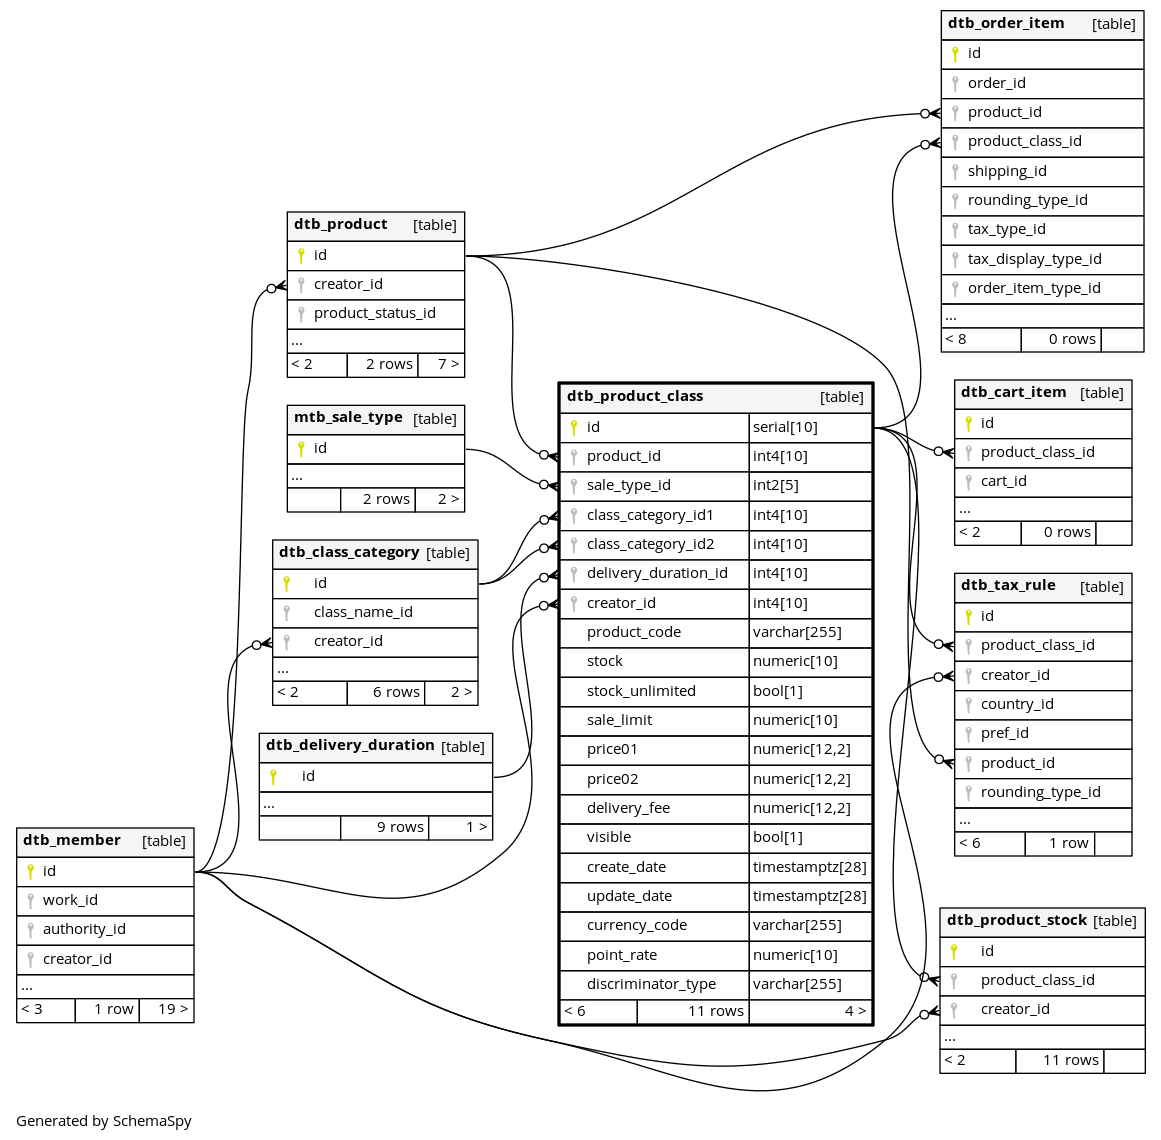 dtb_order_item [table]
id
order_id
product_id
product_class_id
shipping_id
rounding_type_id
tax_type_id
tax_display_type_id
order_item_type_id
...
< 8 0 rows
dtb_product [table]
id
creator_id
product_status_id
...
< 2 2 rows 7 >
mtb_sale_type [table]
id
...
2 rows 2 >
dtb_class_category [table]
id
class_name_id
creator_id
...
< 2 6 rows 2 >
dtb_delivery_duration [table]
id
...
9 rows 1 >
dtb_member [table]
id
work_id
authority_id
creator_id
...
< 3 1 row 19 >
dtb_product_class [table]
id serial[10]
product_id int4[10]
sale_type_id int2[5]
class_category_id1 int4[10]
class_category_id2 int4[10]
delivery_duration_id int4[10]
creator_id int4[10]
product_code varchar[255]
stock numeric[10]
stock_unlimited bool[1]
sale_limit numeric[10]
price01 numeric[12,2]
price02 numeric[12,2]
delivery_fee numeric[12,2]
visible bool[1]
create_date timestamptz[28]
update_date timestamptz[28]
currency_code varchar[255]
point_rate numeric[10]
discriminator_type varchar[255]
< 6 11 rows 4 >
dtb_cart_item [table]
id
product_class_id
cart_id
...
< 2 0 rows
dtb_tax_rule [table]
id
product_class_id
creator_id
country_id
pref_id
product_id
rounding_type_id
...
< 6 1 row
dtb_product_stock [table]
id
product_class_id
creator_id
...
< 2 11 rows
Generated by SchemaSpy